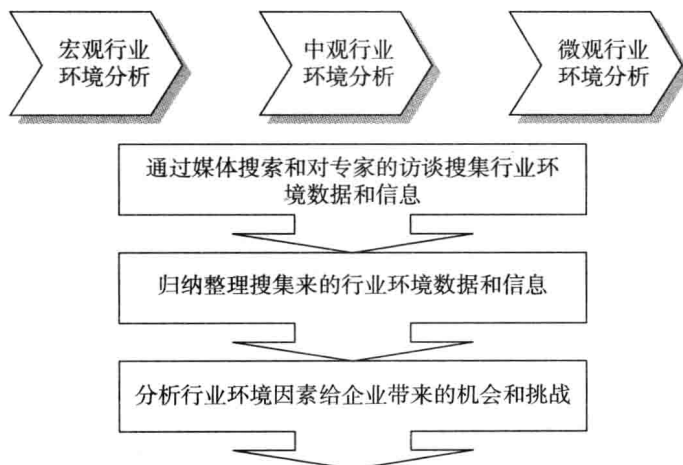 宏观行业
环境分析
中观行业
环境分析
微观行业
环境分析
通过媒体搜索和对专家的访谈搜集行业环
境数据和信息
归纳整理搜集来的行业环境数据和信息
分析行业环境因素给企业带来的机会和挑战